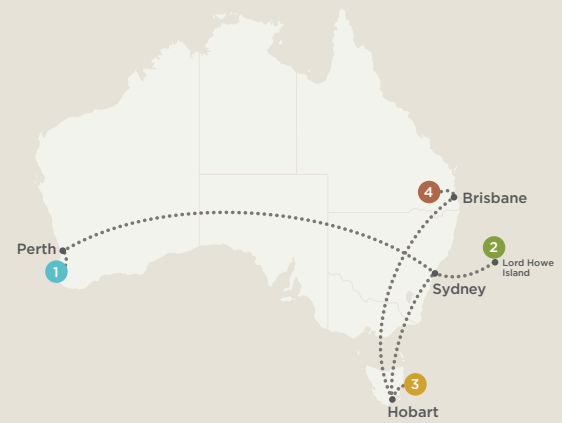 4
Brisbane
2
Perth
Lord Howe
Island
1
Sydney
3
Hobart